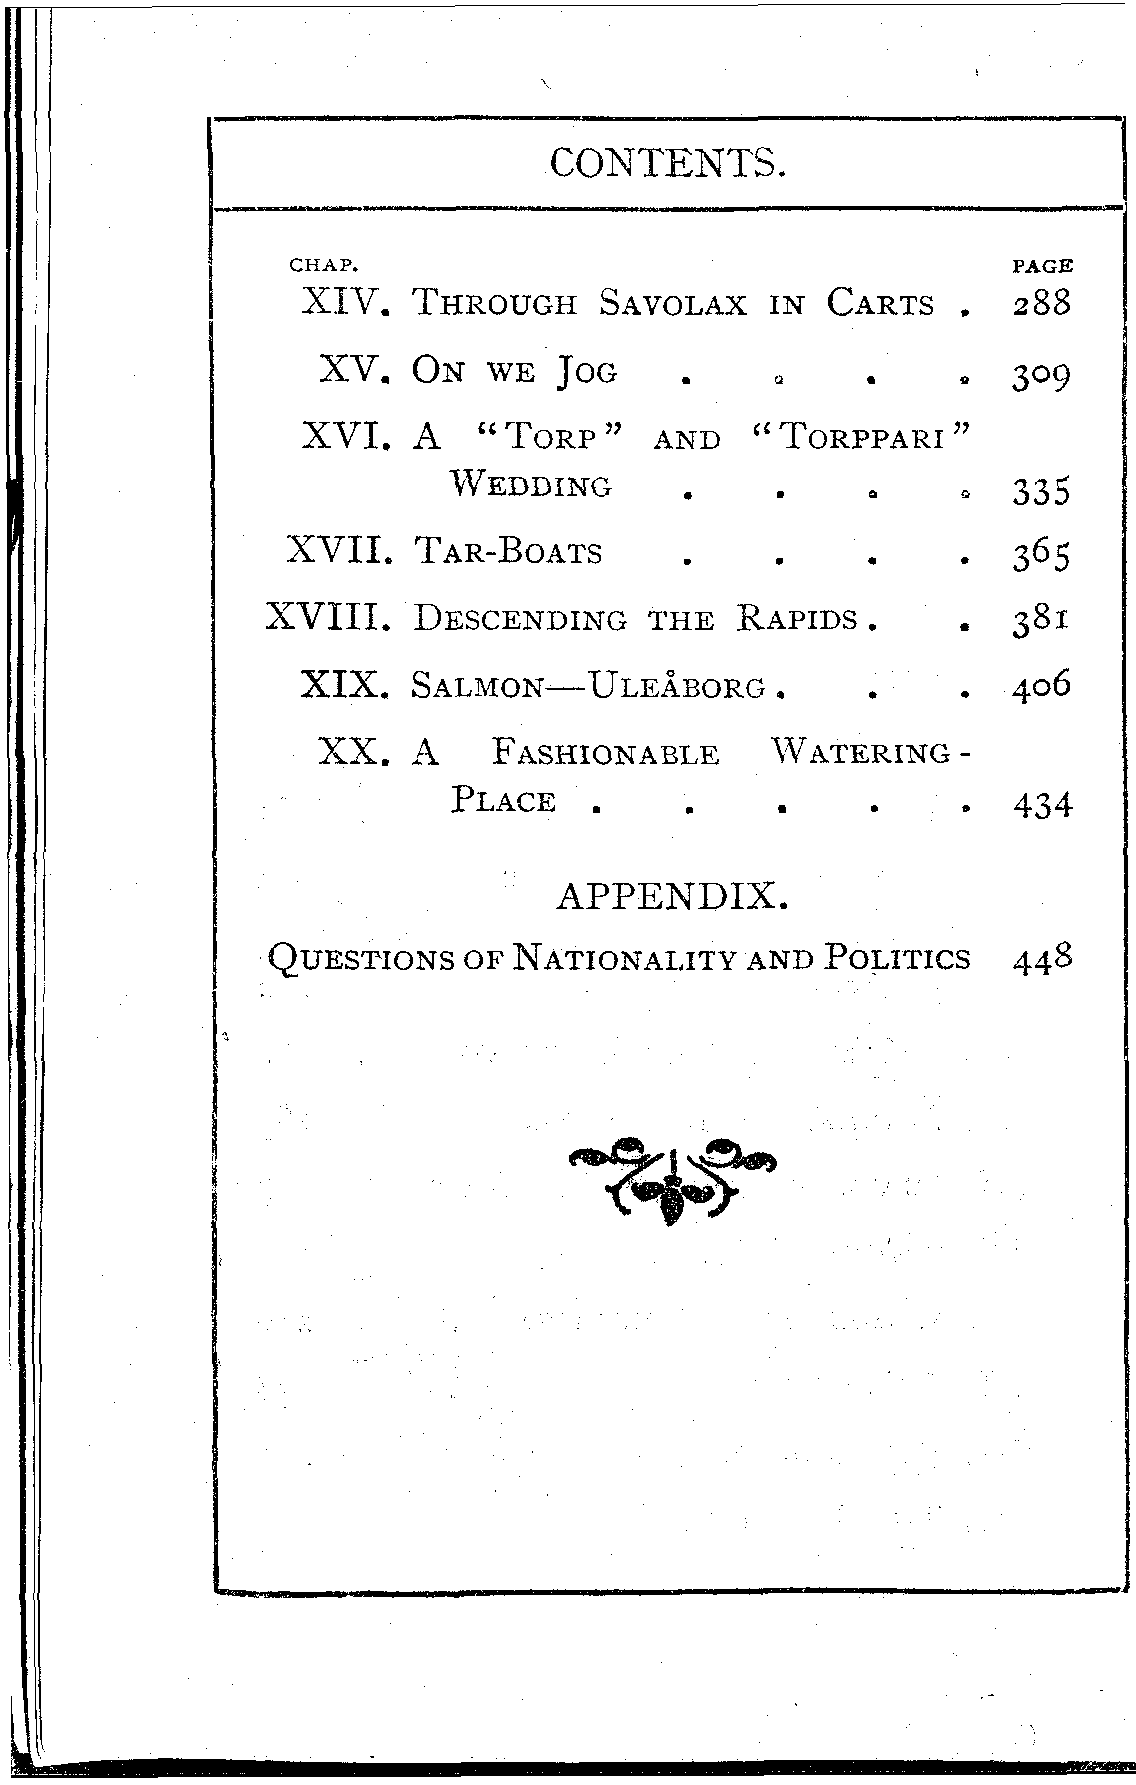 CONTENTS.
CHAP. PAGE
XIV. THROUGH SAVOLAX IN CARTS . 288
XV. ON WE JOG . . . . 309
XVI. A “TORP” AND “TORPPARI”
WEDDING . . . . 335
XVII. TAR-BOATS . . . . 365
XVIII. DESCENDING THE RAPIDS . . 381
XIX. SALMON—ULEÅBORG . . . 406
XX. A FASHIONABLE WATERING-
PLACE . . . . . 434
APPENDIX.
QUESTIONS OF NATIONALITY AND POLITICS 448